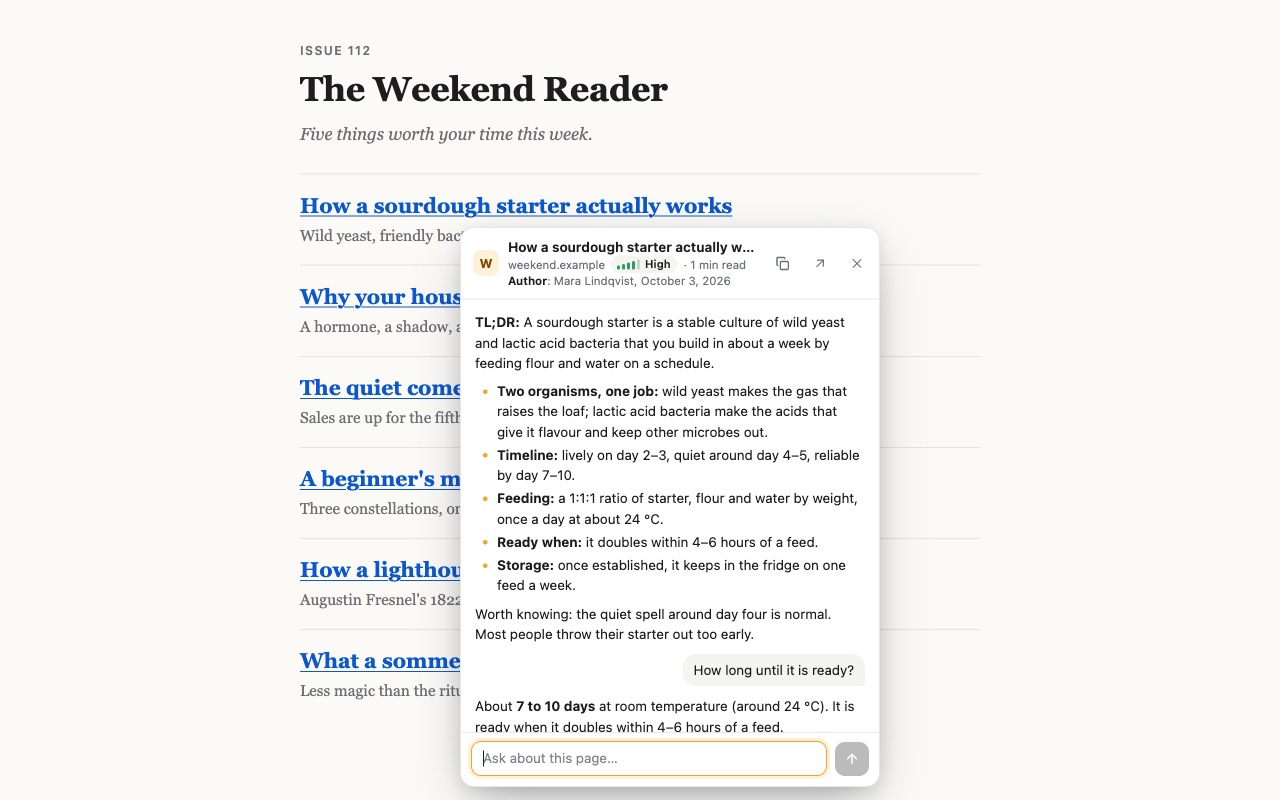 ISSUE 112
The Weekend Reader
Five things worth your time this week.
How a sourdough starter actually works
Wild yeast, friendly
Why your
A hormone, a shadow,
The quiet
Sales are up for the
A beginner's
Three constellations,
How a
Augustin Fresnel's
What a
Less magic than the
W
How a sourdough starter actually w...
weekend.example High · 1 min read
Author: Mara Lindqvist, October 3, 2026
TL;DR: A sourdough starter is a stable culture of wild yeast
and lactic acid bacteria that you build in about a week by
feeding flour and water on a schedule.
• Two organisms, one job: wild yeast makes the gas that
raises the loaf; lactic acid bacteria make the acids that
give it flavour and keep other microbes out.
• Timeline: lively on day 2–3, quiet around day 4–5, reliable
by day 7–10.
• Feeding: a 1:1:1 ratio of starter, flour and water by weight,
once a day at about 24 °C.
• Ready when: it doubles within 4–6 hours of a feed.
• Storage: once established, it keeps in the fridge on one
feed a week.
Worth knowing: the quiet spell around day four is normal.
Most people throw their starter out too early.
How long until it is ready?
About 7 to 10 days at room temperature (around 24 °C). It is
ready when it doubles within 4–6 hours of a feed.
Ask about this page...